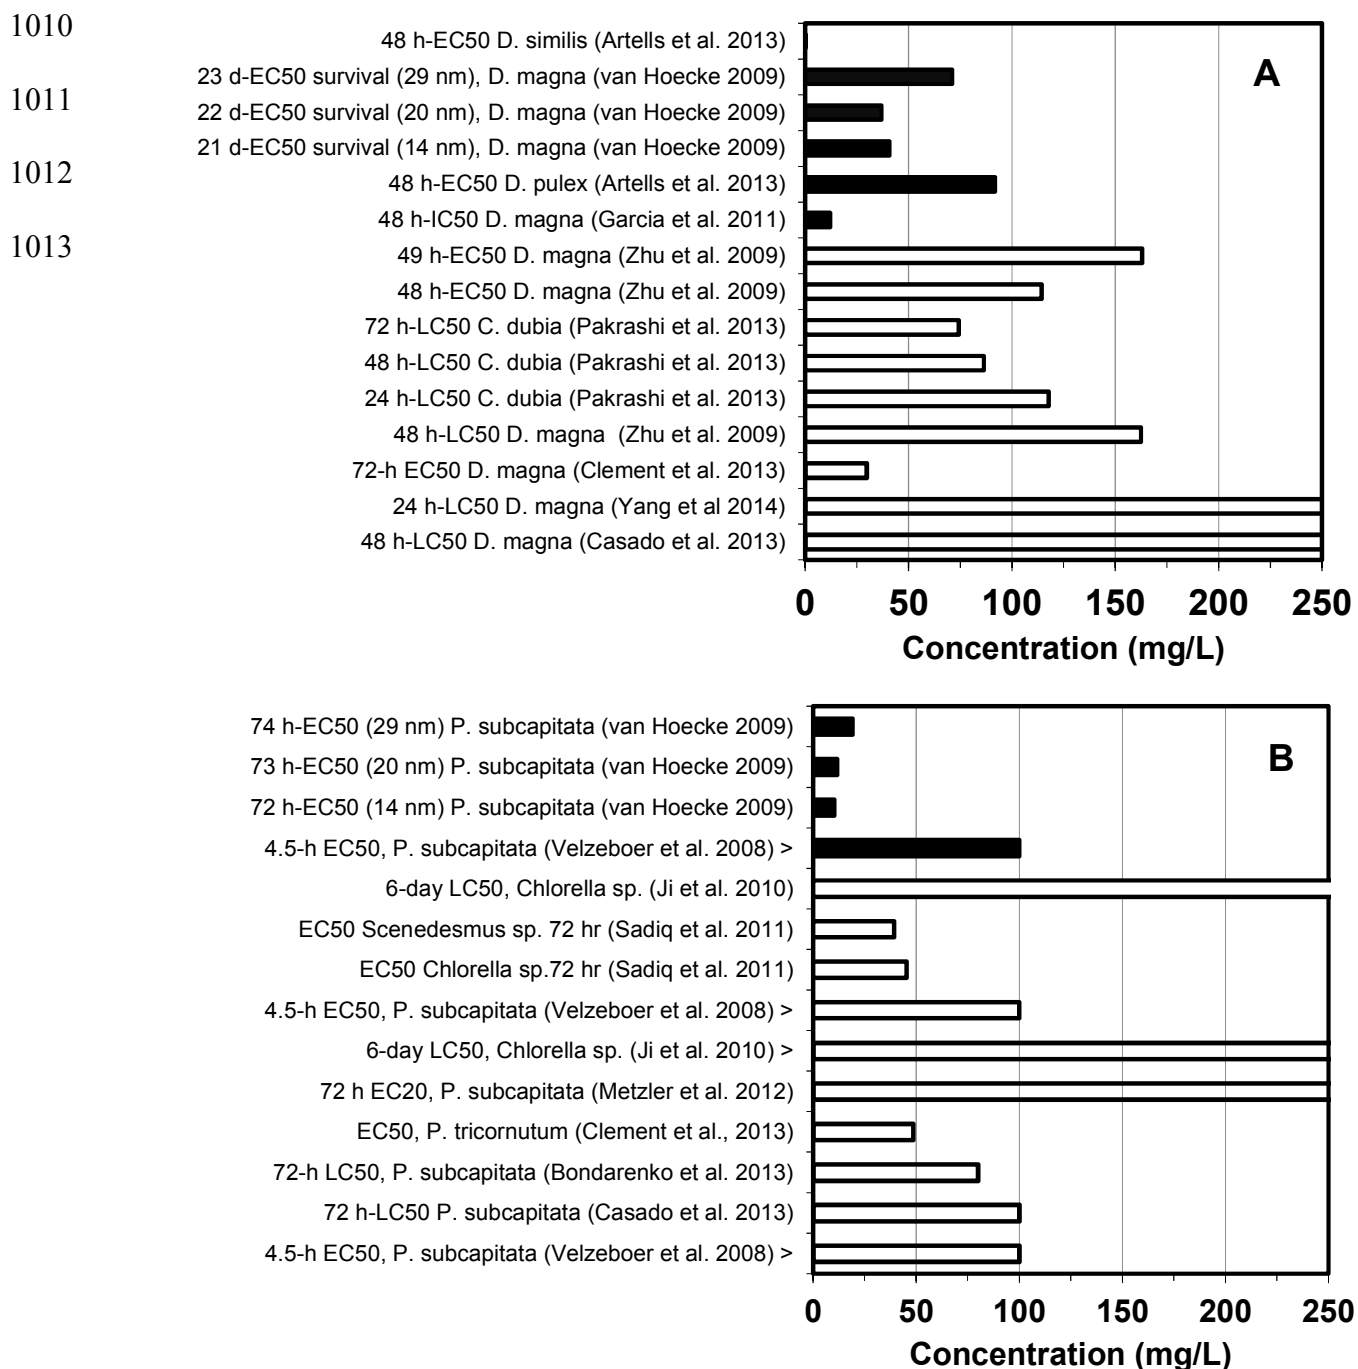 1010
48 h-EC50 D. similis (Artells et al. 2013)
A
23 d-EC50 survival (29 nm), D. magna (van Hoecke 2009)
1011
22 d-EC50 survival (20 nm), D. magna (van Hoecke 2009)
21 d-EC50 survival (14 nm), D. magna (van Hoecke 2009)
1012
48 h-EC50 D. pulex (Artells et al. 2013)
48 h-IC50 D. magna (Garcia et al. 2011)
1013
49 h-EC50 D. magna (Zhu et al. 2009)
48 h-EC50 D. magna (Zhu et al. 2009)
72 h-LC50 C. dubia (Pakrashi et al. 2013)
48 h-LC50 C. dubia (Pakrashi et al. 2013)
24 h-LC50 C. dubia (Pakrashi et al. 2013)
48 h-LC50 D. magna (Zhu et al. 2009)
72-h EC50 D. magna (Clement et al. 2013)
24 h-LC50 D. magna (Yang et al 2014)
48 h-LC50 D. magna (Casado et al. 2013)
0 50 100 150 200 250
Concentration (mg/L)
74 h-EC50 (29 nm) P. subcapitata (van Hoecke 2009)
B
73 h-EC50 (20 nm) P. subcapitata (van Hoecke 2009)
72 h-EC50 (14 nm) P. subcapitata (van Hoecke 2009)
4.5-h EC50, P. subcapitata (Velzeboer et al. 2008) >
6-day LC50, Chlorella sp. (Ji et al. 2010)
EC50 Scenedesmus sp. 72 hr (Sadiq et al. 2011)
EC50 Chlorella sp.72 hr (Sadiq et al. 2011)
4.5-h EC50, P. subcapitata (Velzeboer et al. 2008) >
6-day LC50, Chlorella sp. (Ji et al. 2010) >
72 h EC20, P. subcapitata (Metzler et al. 2012)
EC50, P. tricornutum (Clement et al., 2013)
72-h LC50, P. subcapitata (Bondarenko et al. 2013)
72 h-LC50 P. subcapitata (Casado et al. 2013)
4.5-h EC50, P. subcapitata (Velzeboer et al. 2008) >
0 50 100 150 200 250
Concentration (mg/L)